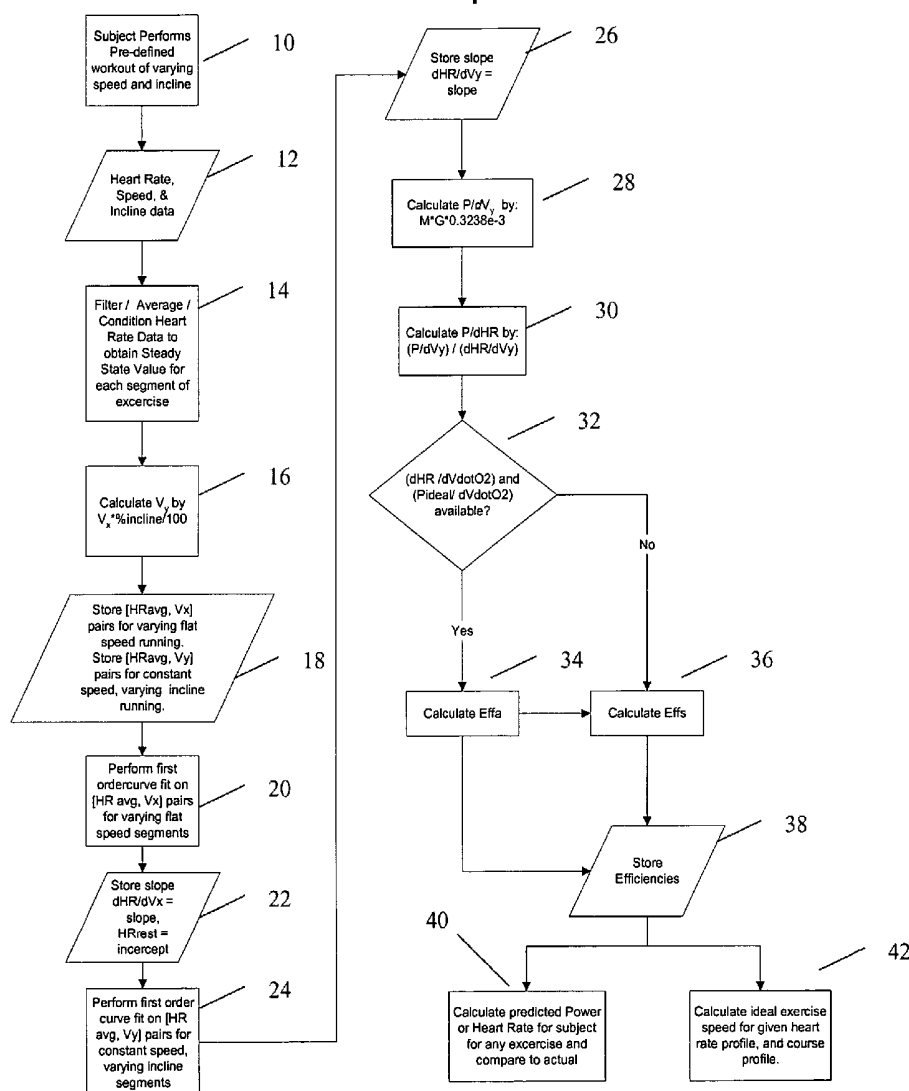 Subject Performs
Pre-defined
workout of varying
speed and incline
10
Heart Rate,
Speed, &
Incline data
12
Filter / Average /
Condition Heart
Rate Data to
obtain Steady
State Value for
each segment of
excercise
14
Calculate Vy by
Vx*%incline/100
16
Store [HRavg, Vx]
pairs for varying flat
speed running.
Store [HRavg, Vy]
pairs for constant
speed, varying incline
running.
18
Perform first
ordercurve fit on
[HR avg, Vx] pairs
for varying flat
speed segments
20
Store slope
dHR/dVx =
slope,
HRrest =
incercept
22
Perform first order
curve fit on [HR
avg, Vy] pairs for
constant speed,
varying incline
segments
24
Store slope
dHR/dVy =
slope
26
Calculate P/dVy by:
M*G*0.3238e-3
28
Calculate P/dHR by:
(P/dVy) / (dHR/dVy)
30
(dHR /dVdotO2) and
(Pideal/ dVdotO2)
available?
32
Yes
No
Calculate Effa
34
Calculate Effs
36
Store
Efficiencies
38
Calculate predicted Power
or Heart Rate for subject
for any excercise and
compare to actual
40
Calculate ideal exercise
speed for given heart
rate profile, and course
profile.
42